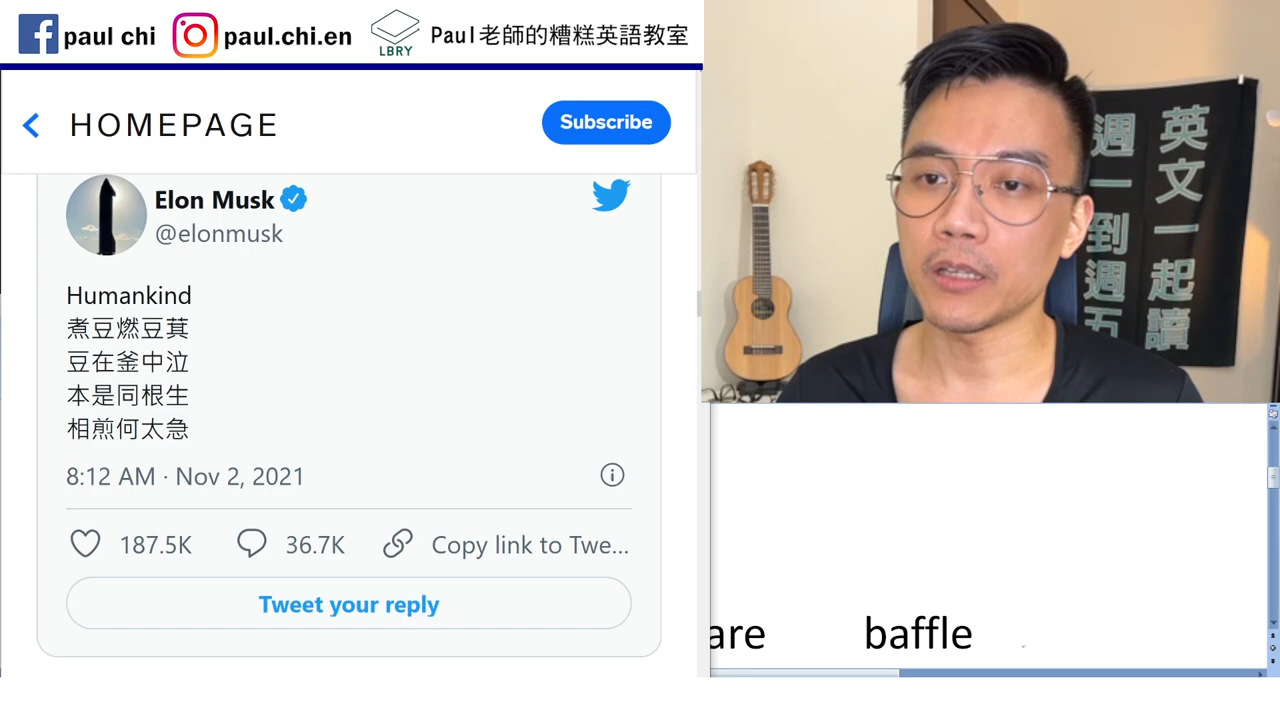 paul chi
paul.chi.en
LBRY
Paul老師的糟糕英語教室
HOMEPAGE
Subscribe
Elon Musk
@elonmusk
Humankind
煮豆燃豆萁
豆在釜中泣
本是同根生
相煎何太急
8:12 AM · Nov 2, 2021
187.5K
36.7K
Copy link to Twe...
Tweet your reply
英文一起讀
週一到週五
are
baffle